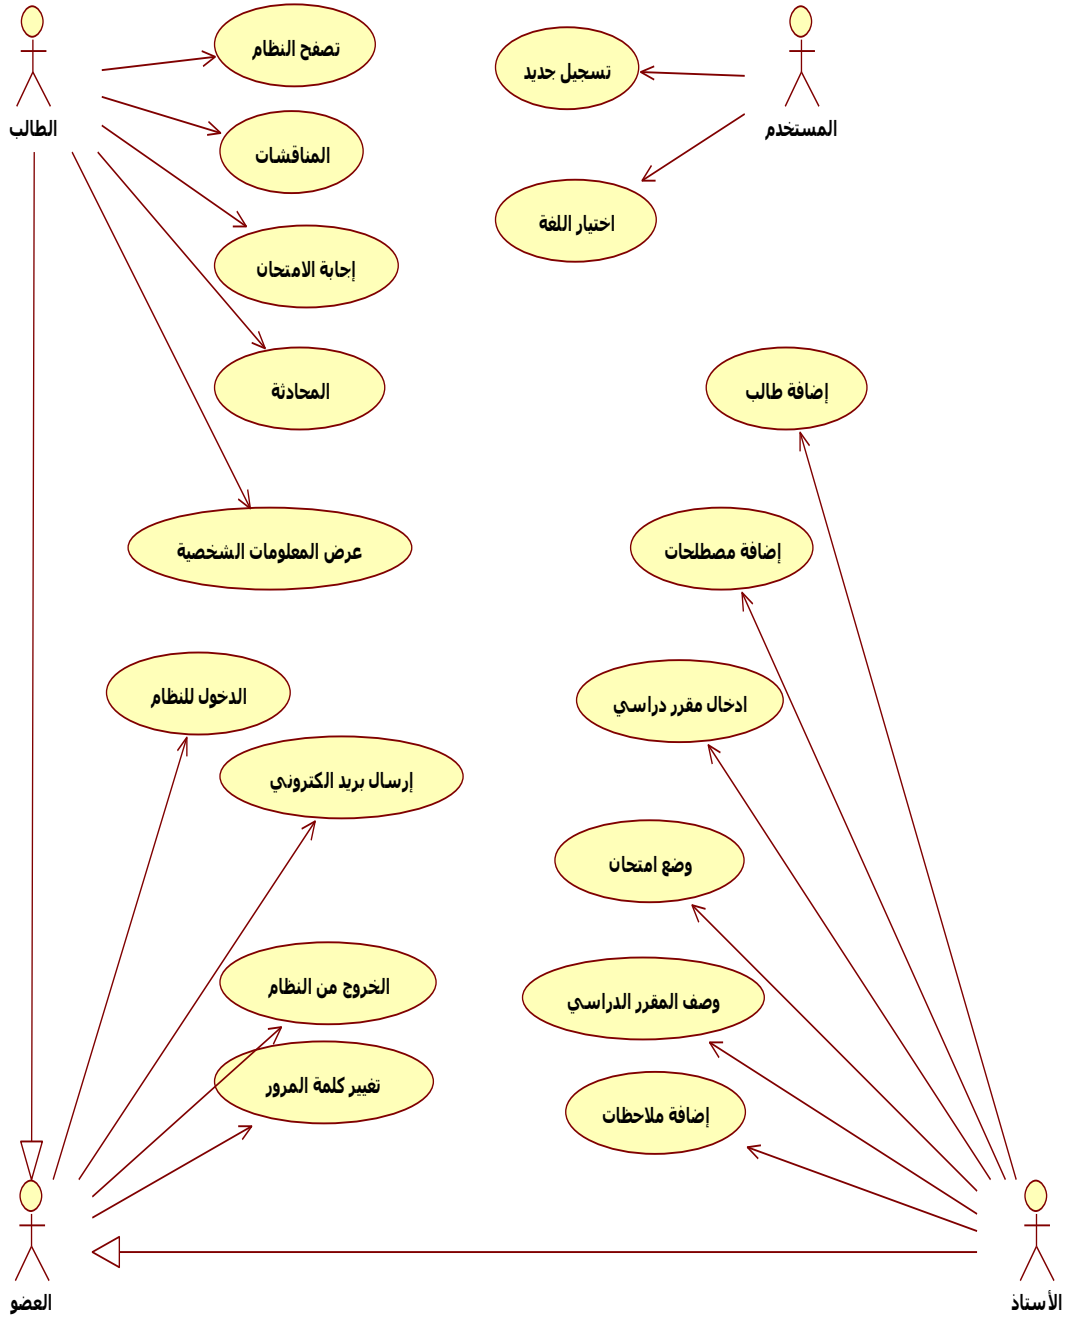 تصفح النظام
تسجيل جديد
المستخدم
الطالب
المناقشات
اختيار اللغة
إجابة الامتحان
المحادثة
إضافة طالب
عرض المعلومات الشخصية
إضافة مصطلحات
الدخول للنظام
ادخال مقرر دراسي
إرسال بريد الكتروني
وضع امتحان
الخروج من النظام
وصف المقرر الدراسي
تغيير كلمة المرور
إضافة ملاحظات
العضو
الأستاذ